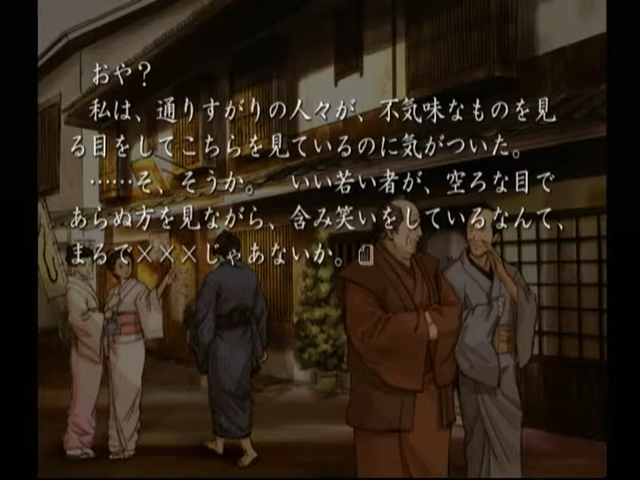 おや？
私は、通りすがりの人々が、不気味なものを見
る目をしてこちらを見ているのに気がついた。
……そ、そうか。　いい若い者が、空ろな目で
あらぬ方を見ながら、含み笑いをしているなんて、
まるで×××じゃあないか。